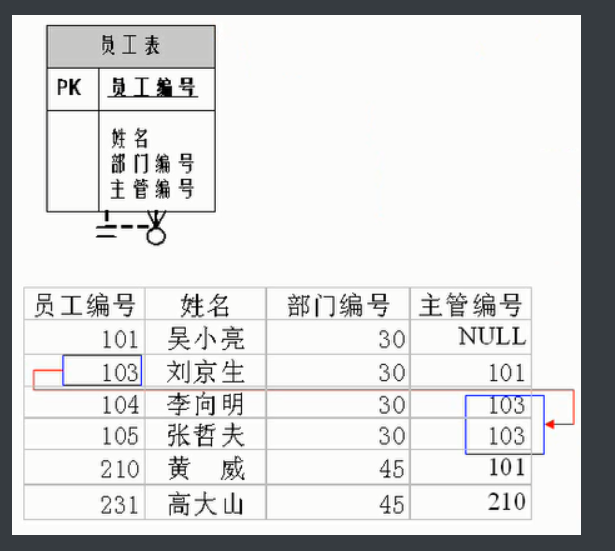 员工表
PK 员工编号
姓名
部门编号
主管编号
员工编号 姓名 部门编号 主管编号
101 吴小亮 30 NULL
103 刘京生 30 101
104 李向明 30 103
105 张哲夫 30 103
210 黄 威 45 101
231 高大山 45 210